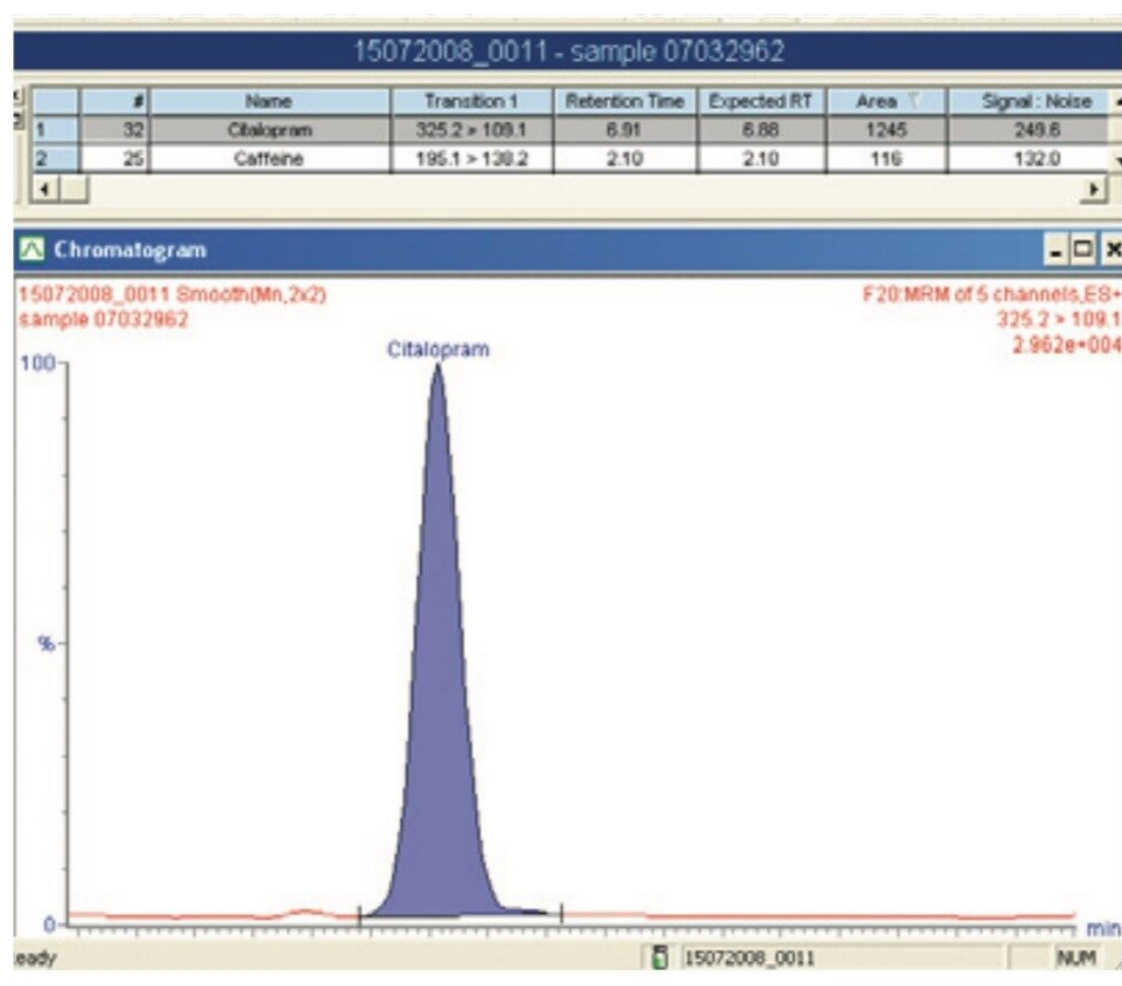 15072008_0011 - sample 07032962
# Name Transition 1 Retention Time Expected RT Area Signal : Noise
1 32 Citalopram 325.2 > 109.1 6.91 6.88 1245 249.6
2 25 Caffeine 195.1 > 138.2 2.10 2.10 116 132.0
Chromatogram
15072008_0011 Smooth(Mn,2x2)
sample 07032962
F20:MRM of 5 channels,ES+
325.2 > 109.1
2.962e+004
Citalopram
100
%
0
min
eady
15072008_0011
NUM